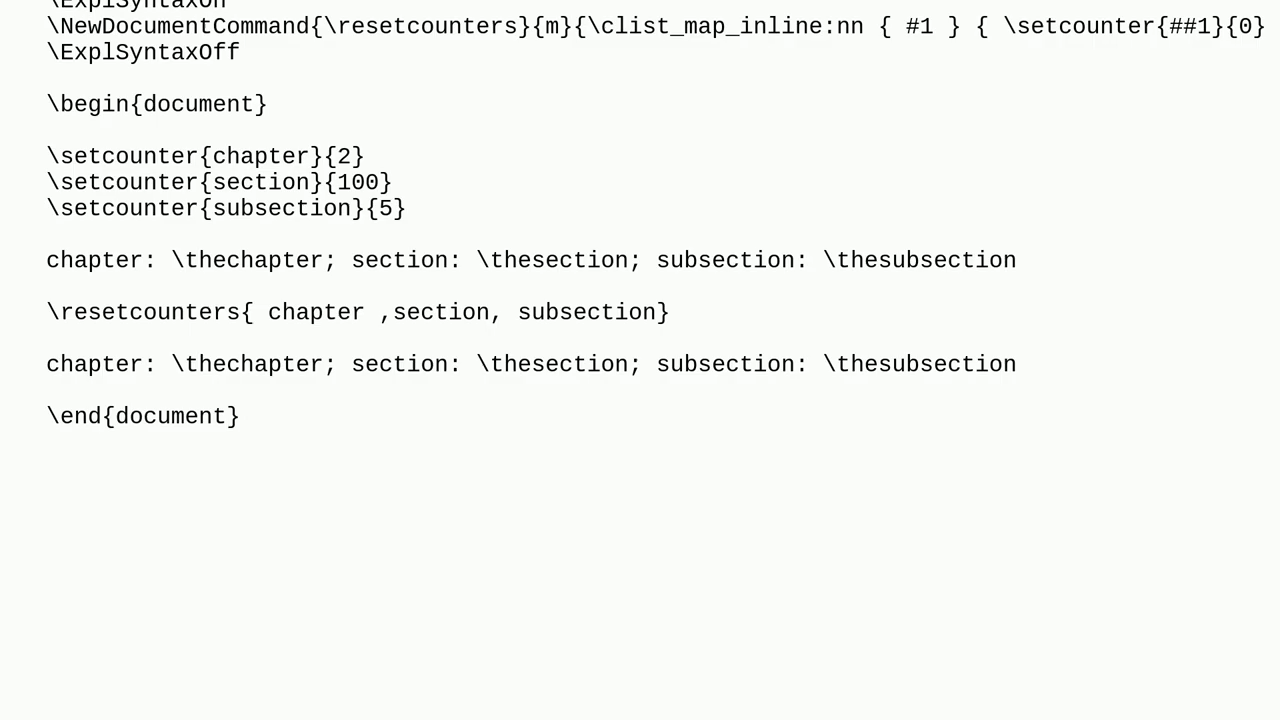 \ExplSyntaxOn
\NewDocumentCommand{\resetcounters}{m}{\clist_map_inline:nn { #1 } { \setcounter{##1}{0}
\ExplSyntaxOff
\begin{document}
\setcounter{chapter}{2}
\setcounter{section}{100}
\setcounter{subsection}{5}
chapter: \thechapter; section: \thesection; subsection: \thesubsection
\resetcounters{ chapter ,section, subsection}
chapter: \thechapter; section: \thesection; subsection: \thesubsection
\end{document}